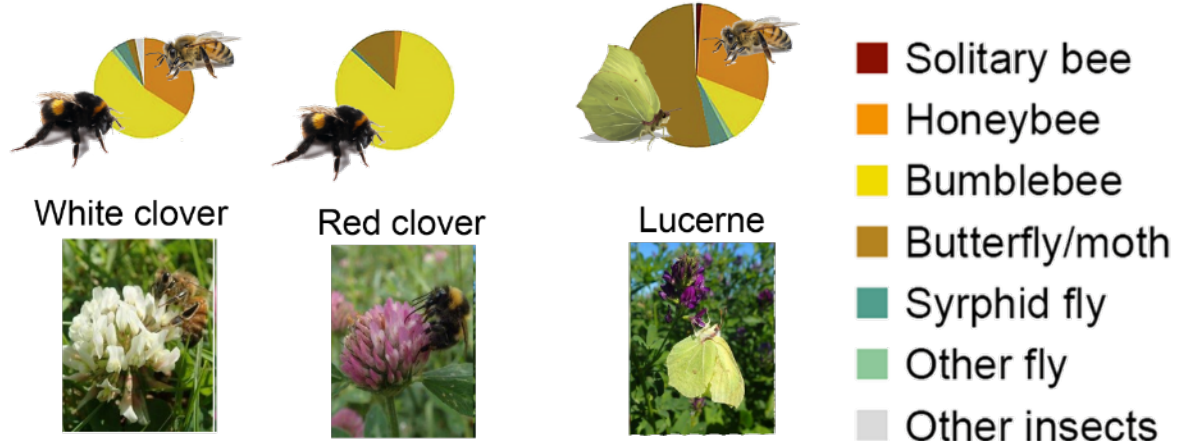 White clover
Red clover
Lucerne
Solitary bee
Honeybee
Bumblebee
Butterfly/moth
Syrphid fly
Other fly
Other insects